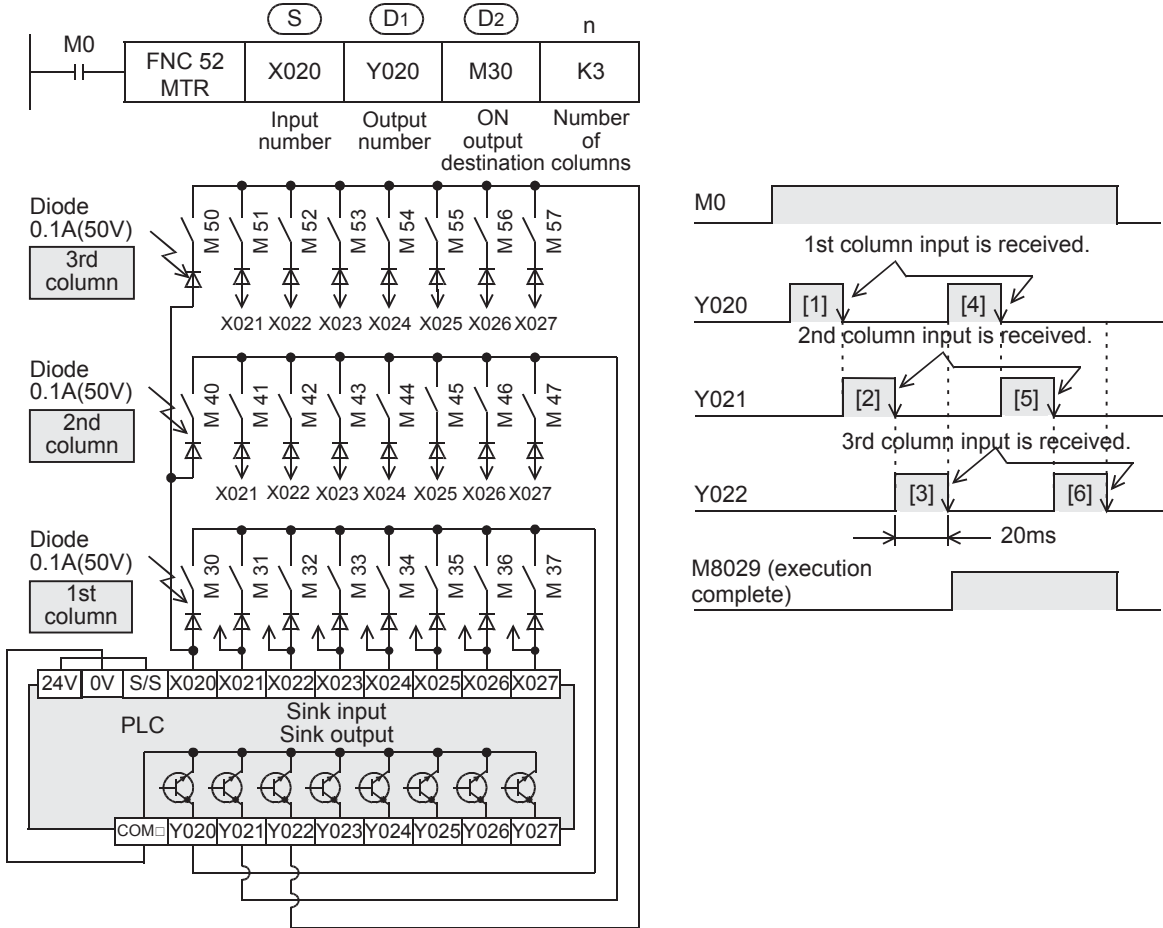 S D1 D2 n
M0
FNC 52 MTR X020 Y020 M30 K3
Input number
Output number
ON output destination
Number of columns
Diode
0.1A(50V)
3rd column
M 50 M 51 M 52 M 53 M 54 M 55 M 56 M 57
X021 X022 X023 X024 X025 X026 X027
Diode
0.1A(50V)
2nd column
M 40 M 41 M 42 M 43 M 44 M 45 M 46 M 47
X021 X022 X023 X024 X025 X026 X027
Diode
0.1A(50V)
1st column
M 30 M 31 M 32 M 33 M 34 M 35 M 36 M 37
24V 0V S/S X020 X021 X022 X023 X024 X025 X026 X027
PLC
Sink input
Sink output
COM□ Y020 Y021 Y022 Y023 Y024 Y025 Y026 Y027
M0
1st column input is received.
Y020 [1] [4]
2nd column input is received.
Y021 [2] [5]
3rd column input is received.
Y022 [3] [6]
20ms
M8029 (execution
complete)